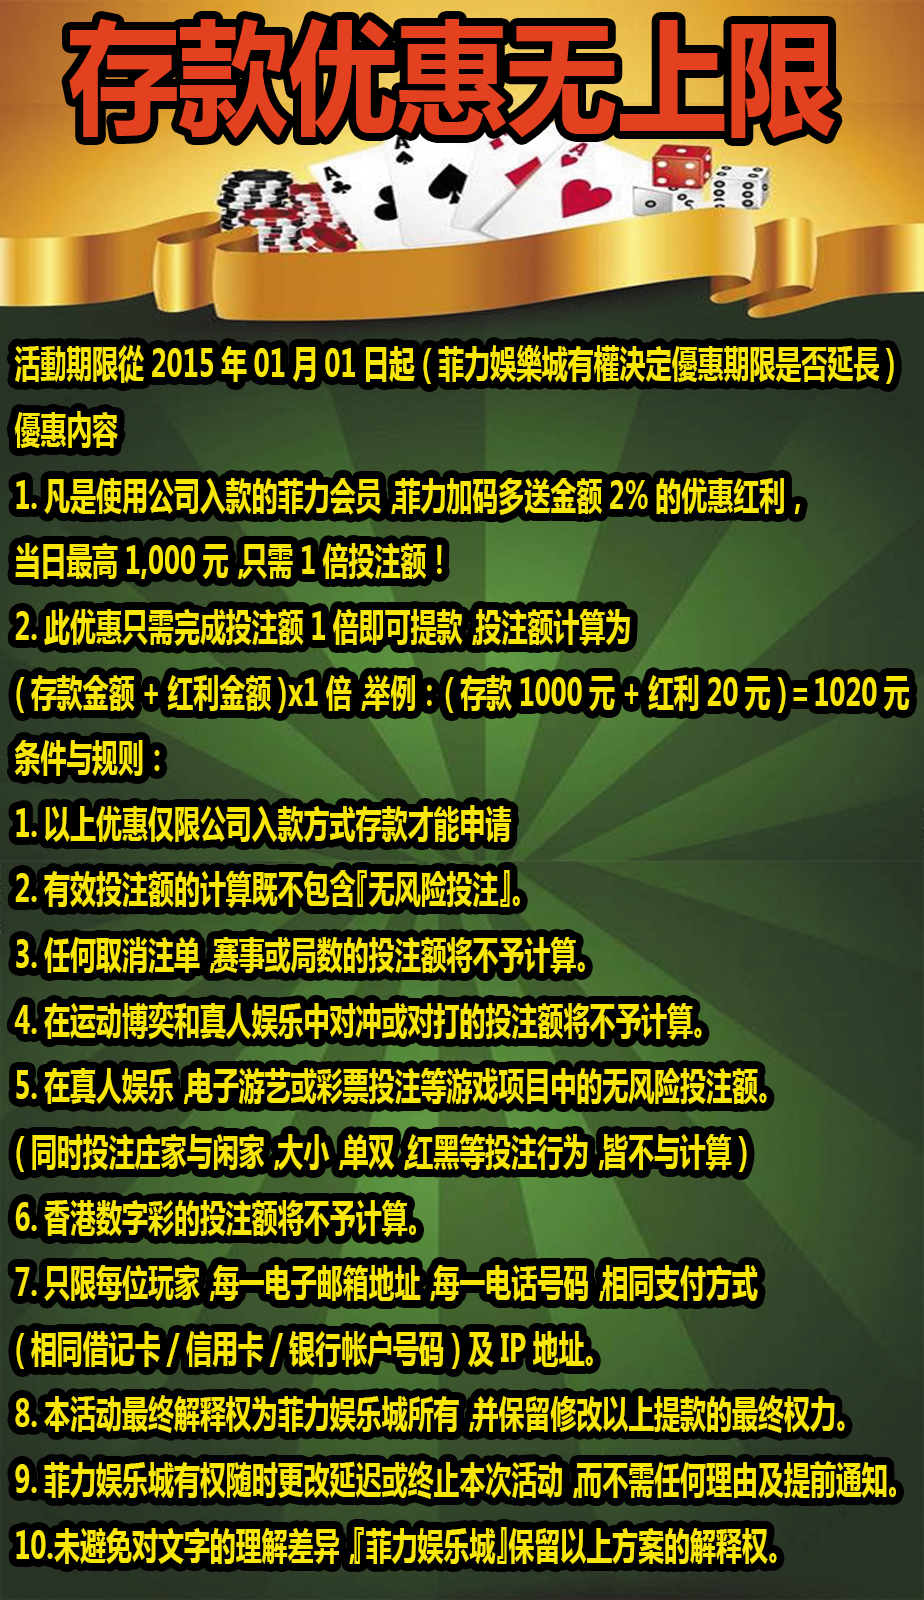 存款优惠无上限
活動期限從 2015 年 01 月 01 日起 ( 菲力娛樂城有權決定優惠期限是否延長 )
優惠内容
1. 凡是使用公司入款的菲力会员 ,菲力加码多送金额 2% 的优惠红利 ,
当日最高 1,000 元 ,只需 1 倍投注额 !
2. 此优惠只需完成投注额 1 倍即可提款 ,投注额计算为
( 存款金额 + 红利金额 )x1 倍 ,举例 : ( 存款 1000 元 + 红利 20 元 ) = 1020 元
条件与规则 :
1. 以上优惠仅限公司入款方式存款才能申请
2. 有效投注额的计算既不包含『无风险投注』。
3. 任何取消注单 ,赛事或局数的投注额将不予计算。
4. 在运动博奕和真人娱乐中对冲或对打的投注额将不予计算。
5. 在真人娱乐 ,电子游艺或彩票投注等游戏项目中的无风险投注额。
( 同时投注庄家与闲家 ,大小 ,单双 ,红黑等投注行为 ,皆不与计算 )
6. 香港数字彩的投注额将不予计算。
7. 只限每位玩家 ,每一电子邮箱地址 ,每一电话号码 ,相同支付方式
( 相同借记卡 / 信用卡 / 银行帐户号码 ) 及 IP 地址。
8. 本活动最终解释权为菲力娱乐城所有 ,并保留修改以上提款的最终权力。
9. 菲力娱乐城有权随时更改延迟或终止本次活动 ,而不需任何理由及提前通知。
10.未避免对文字的理解差异 ,『菲力娱乐城』保留以上方案的解释权。